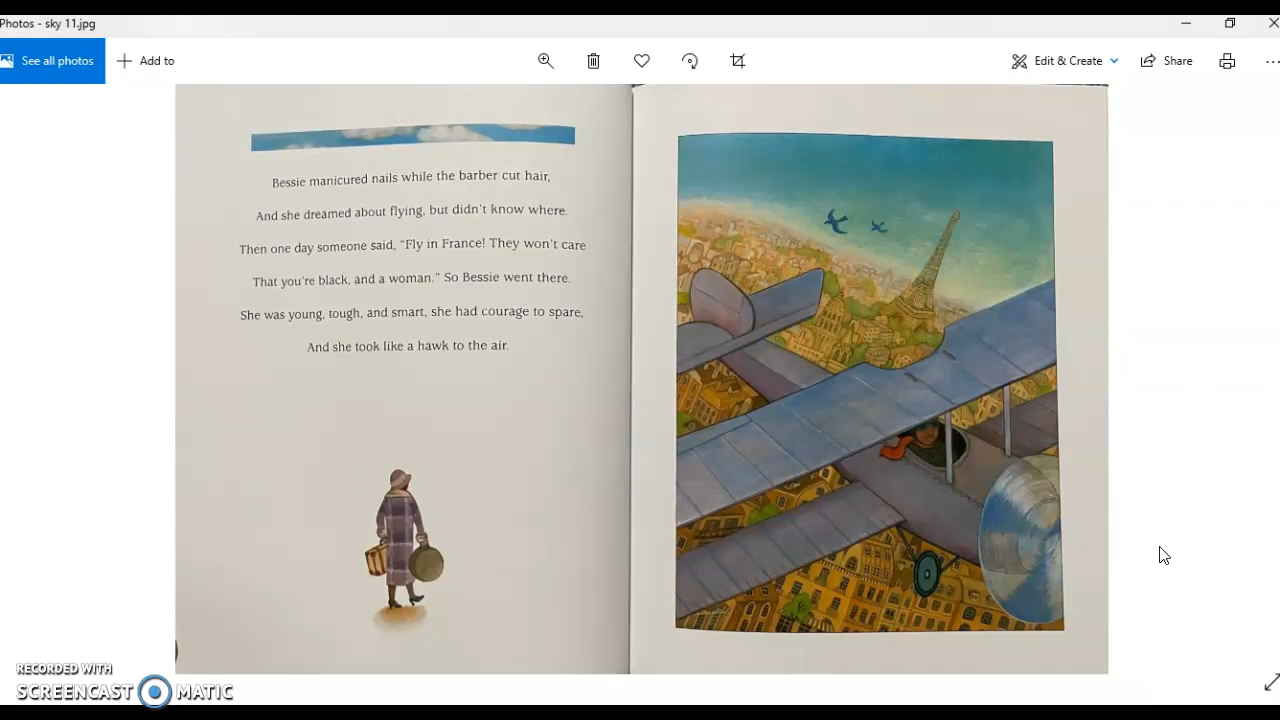 Photos - sky 11.jpg
See all photos
Add to
Edit & Create
Share
Bessie manicured nails while the barber cut hair,
And she dreamed about flying, but didn't know where.
Then one day someone said, "Fly in France! They won't care
That you're black, and a woman." So Bessie went there.
She was young, tough, and smart, she had courage to spare,
And she took like a hawk to the air.
RECORDED WITH
SCREENCAST MATIC